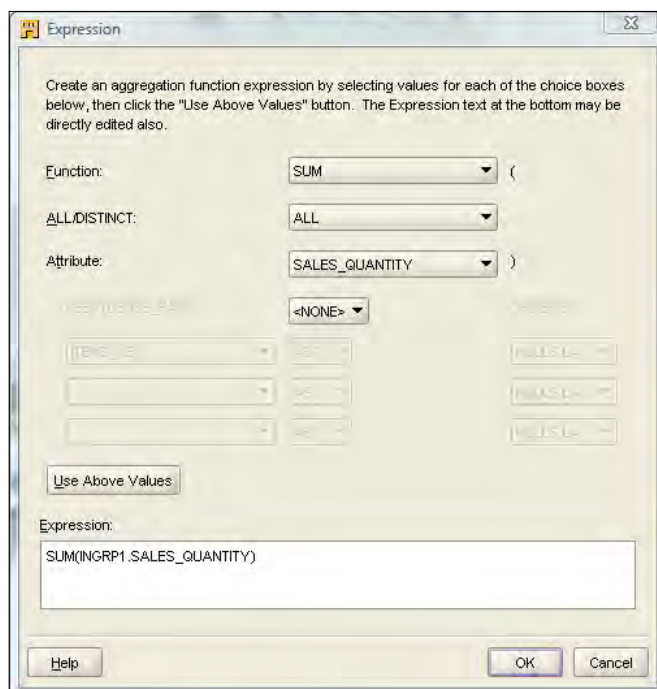 Expression
Create an aggregation function expression by selecting values for each of the choice boxes
below, then click the "Use Above Values" button. The Expression text at the bottom may be
directly edited also.
Function: SUM (
ALL/DISTINCT: ALL
Attribute: SALES_QUANTITY )
<NONE>
Use Above Values
Expression:
SUM(INGRP1.SALES_QUANTITY)
Help OK Cancel